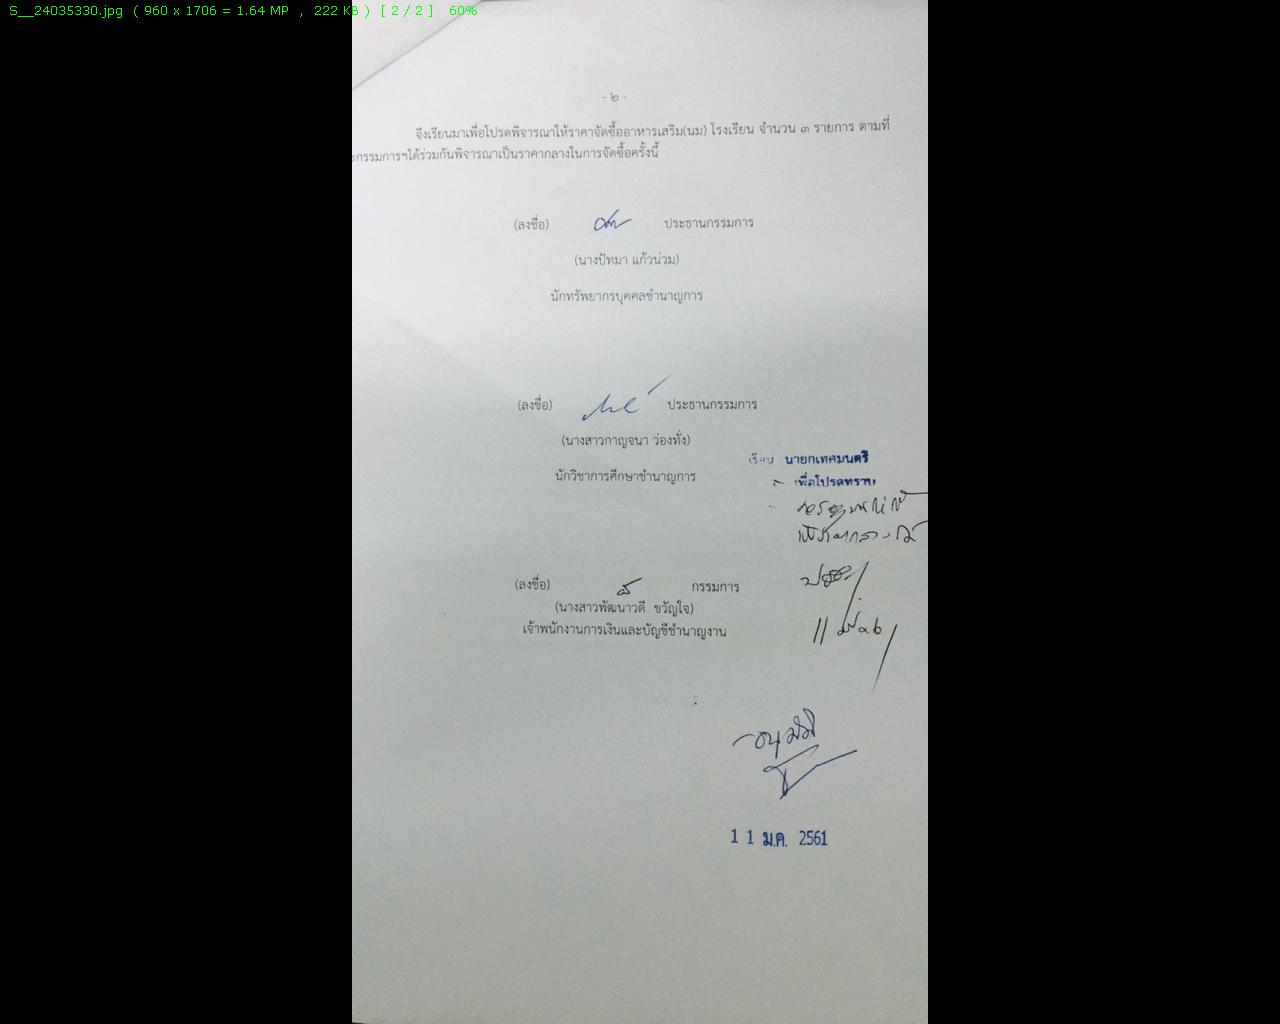 S__24035330.jpg ( 960 x 1706 = 1.64 MP , 222 KB ) [ 2 / 2 ] 60%
- ๒ -
จึงเรียนมาเพื่อโปรดพิจารณาให้ราคาจัดซื้ออาหารเสริม(นม) โรงเรียน จำนวน ๓ รายการ ตามที่
ะกรรมการฯได้ร่วมกันพิจารณาเป็นราคากลางในการจัดซื้อครั้งนี้
(ลงชื่อ) ประธานกรรมการ
(นางปัทมา แก้วน่วม)
นักทรัพยากรบุคคลชำนาญการ
(ลงชื่อ) ประธานกรรมการ
(นางสาวกาญจนา ว่องทั่ง)
นักวิชาการศึกษาชำนาญการ
เรียน นายกเทศมนตรี
เพื่อโปรดทราบ
(ลงชื่อ) กรรมการ
(นางสาวพัฒนาวดี ขวัญใจ)
เจ้าพนักงานการเงินและบัญชีชำนาญงาน
อนุมัติ
1 1 ม.ค. 2561